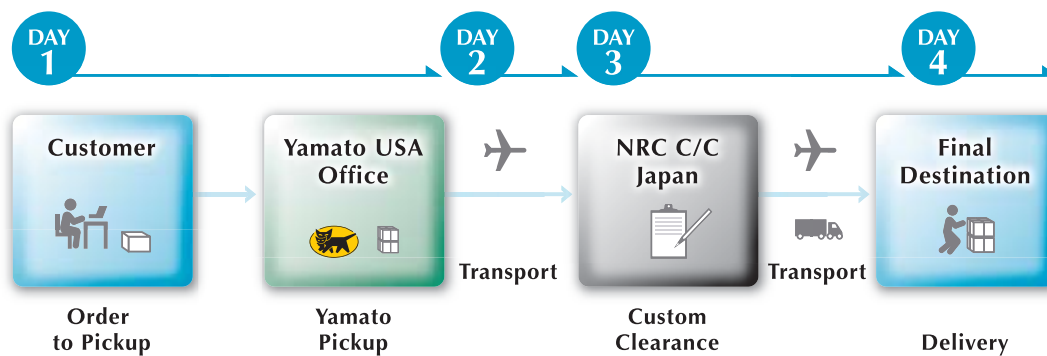 DAY
1
DAY
2
DAY
3
DAY
4
Customer
Yamato USA
Office
NRC C/C
Japan
Final
Destination
Transport
Transport
Order
to Pickup
Yamato
Pickup
Custom
Clearance
Delivery